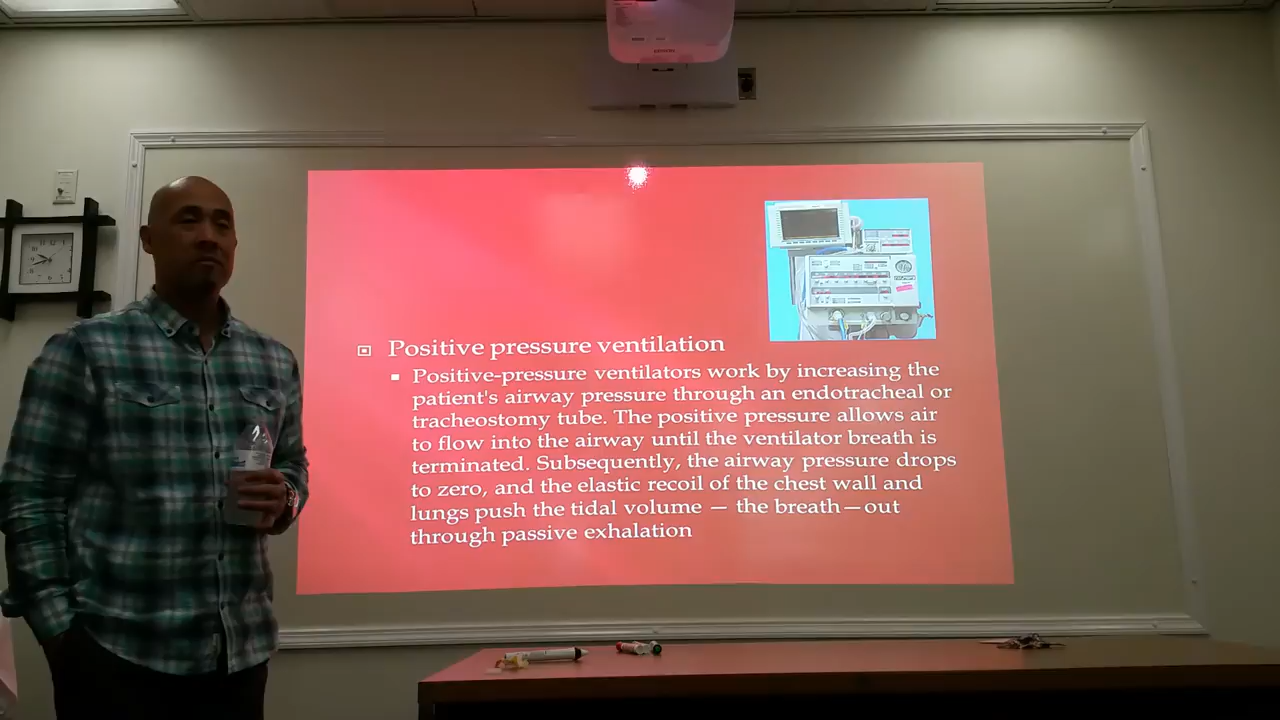 Positive pressure ventilation
Positive-pressure ventilators work by increasing the
patient's airway pressure through an endotracheal or
tracheostomy tube. The positive pressure allows air
to flow into the airway until the ventilator breath is
terminated. Subsequently, the airway pressure drops
to zero, and the elastic recoil of the chest wall and
lungs push the tidal volume — the breath—out
through passive exhalation